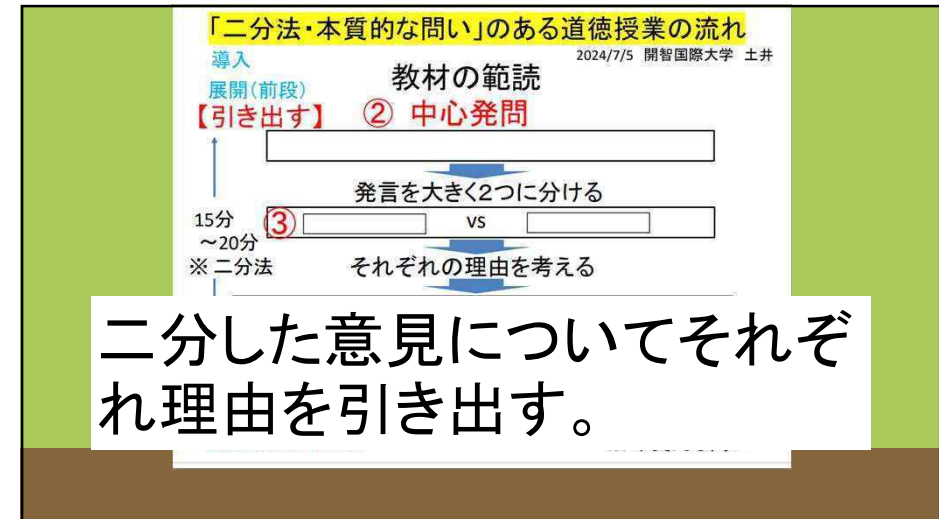 「二分法・本質的な問い」のある道徳授業の流れ
2024/7/5 開智国際大学 土井
導入
教材の範読
展開(前段)
【引き出す】 ② 中心発問
発言を大きく2つに分ける
15分 ③ vs
～20分
※ 二分法 それぞれの理由を考える
二分した意見についてそれぞ
れ理由を引き出す。